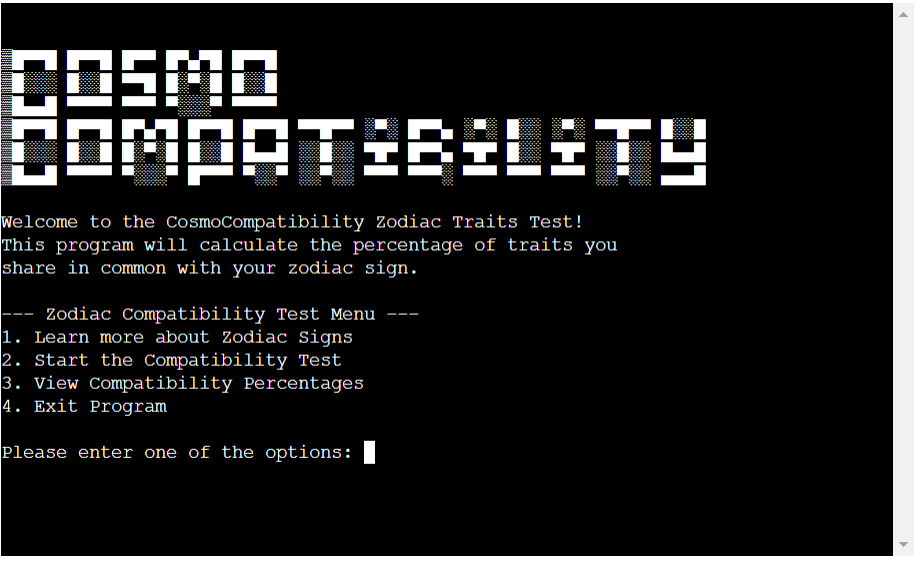 COSMO
COMPATIBILITY
Welcome to the CosmoCompatibility Zodiac Traits Test!
This program will calculate the percentage of traits you
share in common with your zodiac sign.
--- Zodiac Compatibility Test Menu ---
1. Learn more about Zodiac Signs
2. Start the Compatibility Test
3. View Compatibility Percentages
4. Exit Program
Please enter one of the options: